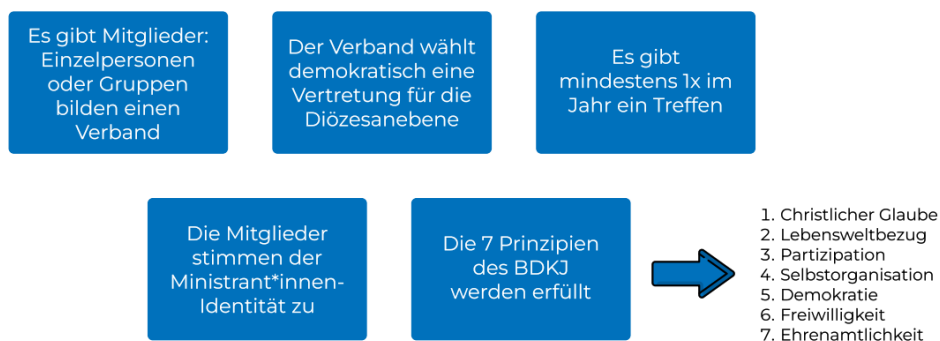 Es gibt Mitglieder:
Einzelpersonen
oder Gruppen
bilden einen
Verband
Der Verband wählt
demokratisch eine
Vertretung für die
Diözesanebene
Es gibt
mindestens 1x im
Jahr ein Treffen
Die Mitglieder
stimmen der
Ministrant*innen-
Identität zu
Die 7 Prinzipien
des BDKJ
werden erfüllt
1. Christlicher Glaube
2. Lebensweltbezug
3. Partizipation
4. Selbstorganisation
5. Demokratie
6. Freiwilligkeit
7. Ehrenamtlichkeit